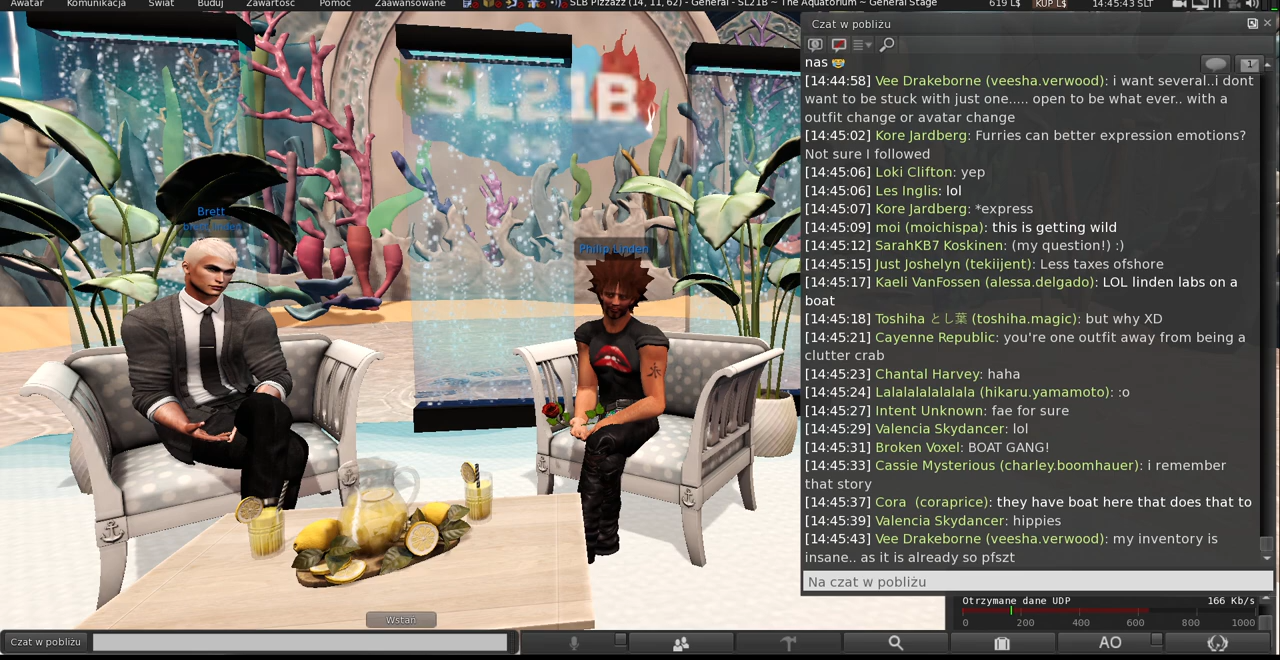 Awatar Komunikacja Świat Buduj Zawartość Pomoc Zaawansowane SLB Pizzazz (14, 11, 62) - General - SL21B ~ The Aquatorium ~ General Stage 619 L$ KUP L$ 14:45:43 SLT
Czat w pobliżu
SL21B
nas
1
[14:44:58] Vee Drakeborne (veesha.verwood): i want several..i dont
want to be stuck with just one..... open to be what ever.. with a
outfit change or avatar change
[14:45:02] Kore Jardberg: Furries can better expression emotions?
Not sure I followed
[14:45:06] Loki Clifton: yep
[14:45:06] Les Inglis: lol
[14:45:07] Kore Jardberg: *express
[14:45:09] moi (moichispa): this is getting wild
[14:45:12] SarahKB7 Koskinen: (my question!) :)
[14:45:15] Just Joshelyn (tekiijent): Less taxes ofshore
[14:45:17] Kaeli VanFossen (alessa.delgado): LOL linden labs on a
boat
[14:45:18] Toshiha とし葉 (toshiha.magic): but why XD
[14:45:21] Cayenne Republic: you're one outfit away from being a
clutter crab
[14:45:23] Chantal Harvey: haha
[14:45:24] Lalalalalalalala (hikaru.yamamoto): :o
[14:45:27] Intent Unknown: fae for sure
[14:45:29] Valencia Skydancer: lol
[14:45:31] Broken Voxel: BOAT GANG!
[14:45:33] Cassie Mysterious (charley.boomhauer): i remember
that story
[14:45:37] Cora (coraprice): they have boat here that does that to
[14:45:39] Valencia Skydancer: hippies
[14:45:43] Vee Drakeborne (veesha.verwood): my inventory is
insane.. as it is already so pfszt
Na czat w pobliżu
Brett
brett.linden
Philip Linden
Wstań
Otrzymane dane UDP 166 Kb/s
0 200 400 600 800 1000
Czat w pobliżu
AO